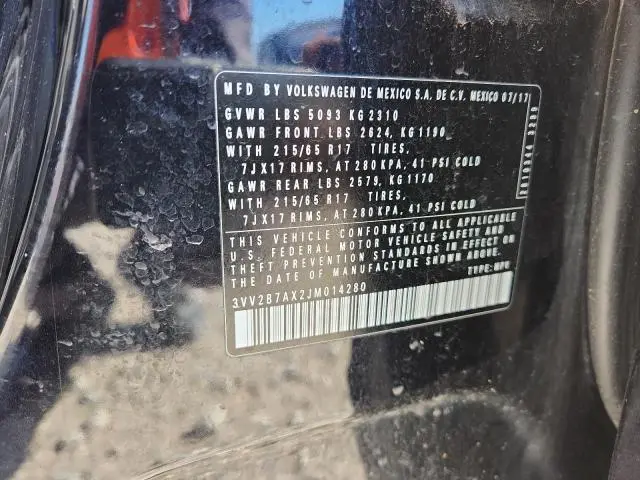 MFD BY VOLKSWAGEN DE MEXICO S.A. DE C.V. MEXICO 07/17
GVWR LBS 5093 KG 2310
GAWR FRONT LBS 2624, KG 1190
WITH 215/65 R17 TIRES,
7JX17 RIMS, AT 280 KPA, 41 PSI COLD
GAWR REAR LBS 2579, KG 1170
WITH 215/65 R17 TIRES,
7JX17 RIMS, AT 280 KPA, 41 PSI COLD
THIS VEHICLE CONFORMS TO ALL APPLICABLE
U.S. FEDERAL MOTOR VEHICLE SAFETY AND
THEFT PREVENTION STANDARDS IN EFFECT ON
THE DATE OF MANUFACTURE SHOWN ABOVE.
3VV2B7AX2JM014280 TYPE: MPV